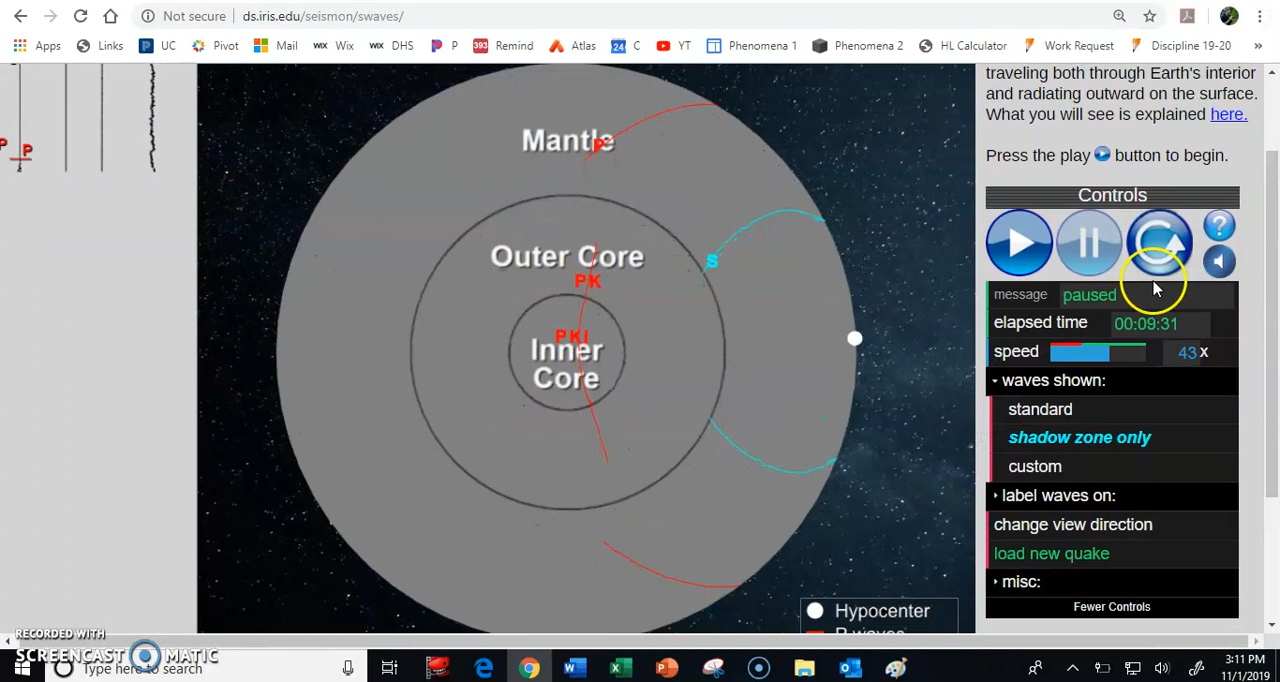 Not secure | ds.iris.edu/seismon/swaves/
Apps Links UC Pivot Mail WIX Wix WIX DHS P 393 Remind Atlas 24 C YT Phenomena 1 Phenomena 2 HL Calculator Work Request Discipline 19-20 »
P P
Mantle
P
S
Outer Core
PK
PKI
Inner
Core
Hypocenter
traveling both through Earth's interior
and radiating outward on the surface.
What you will see is explained here.
Press the play button to begin.
Controls
?
message paused
elapsed time 00:09:31
speed 43 x
waves shown:
standard
shadow zone only
custom
label waves on:
change view direction
load new quake
misc:
Fewer Controls
RECORDED WITH
SCREENCAST MATIC
Type here to search
3:11 PM
11/1/2019